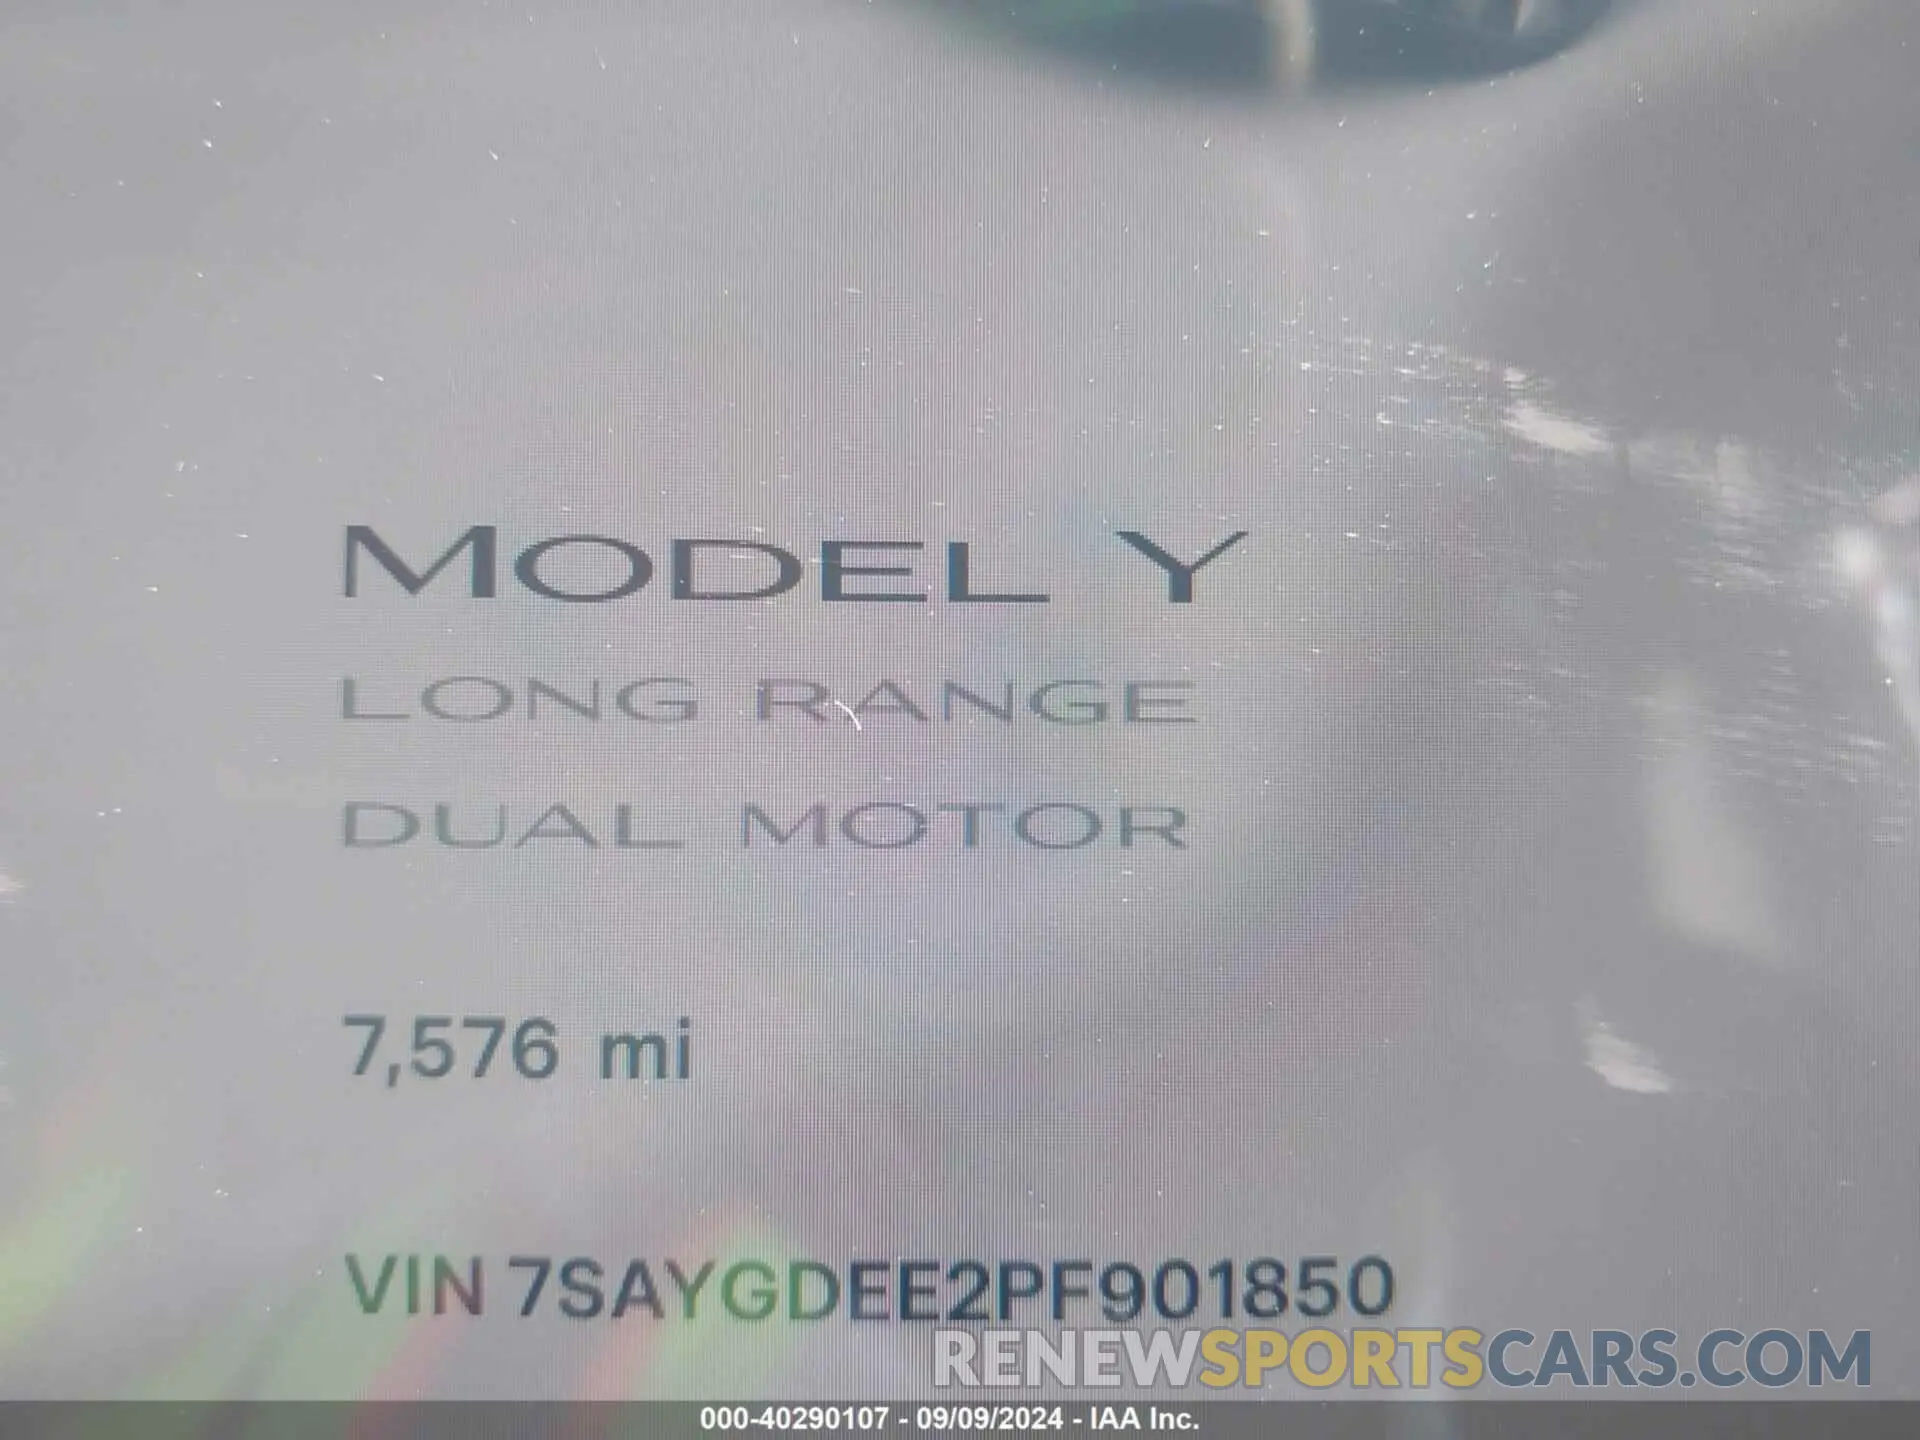 MODEL Y
LONG RANGE
DUAL MOTOR
7,576 mi
VIN 7SAYGDEE2PF901850
RENEWSPORTSCARS.COM
000-40290107 - 09/09/2024 - IAA Inc.